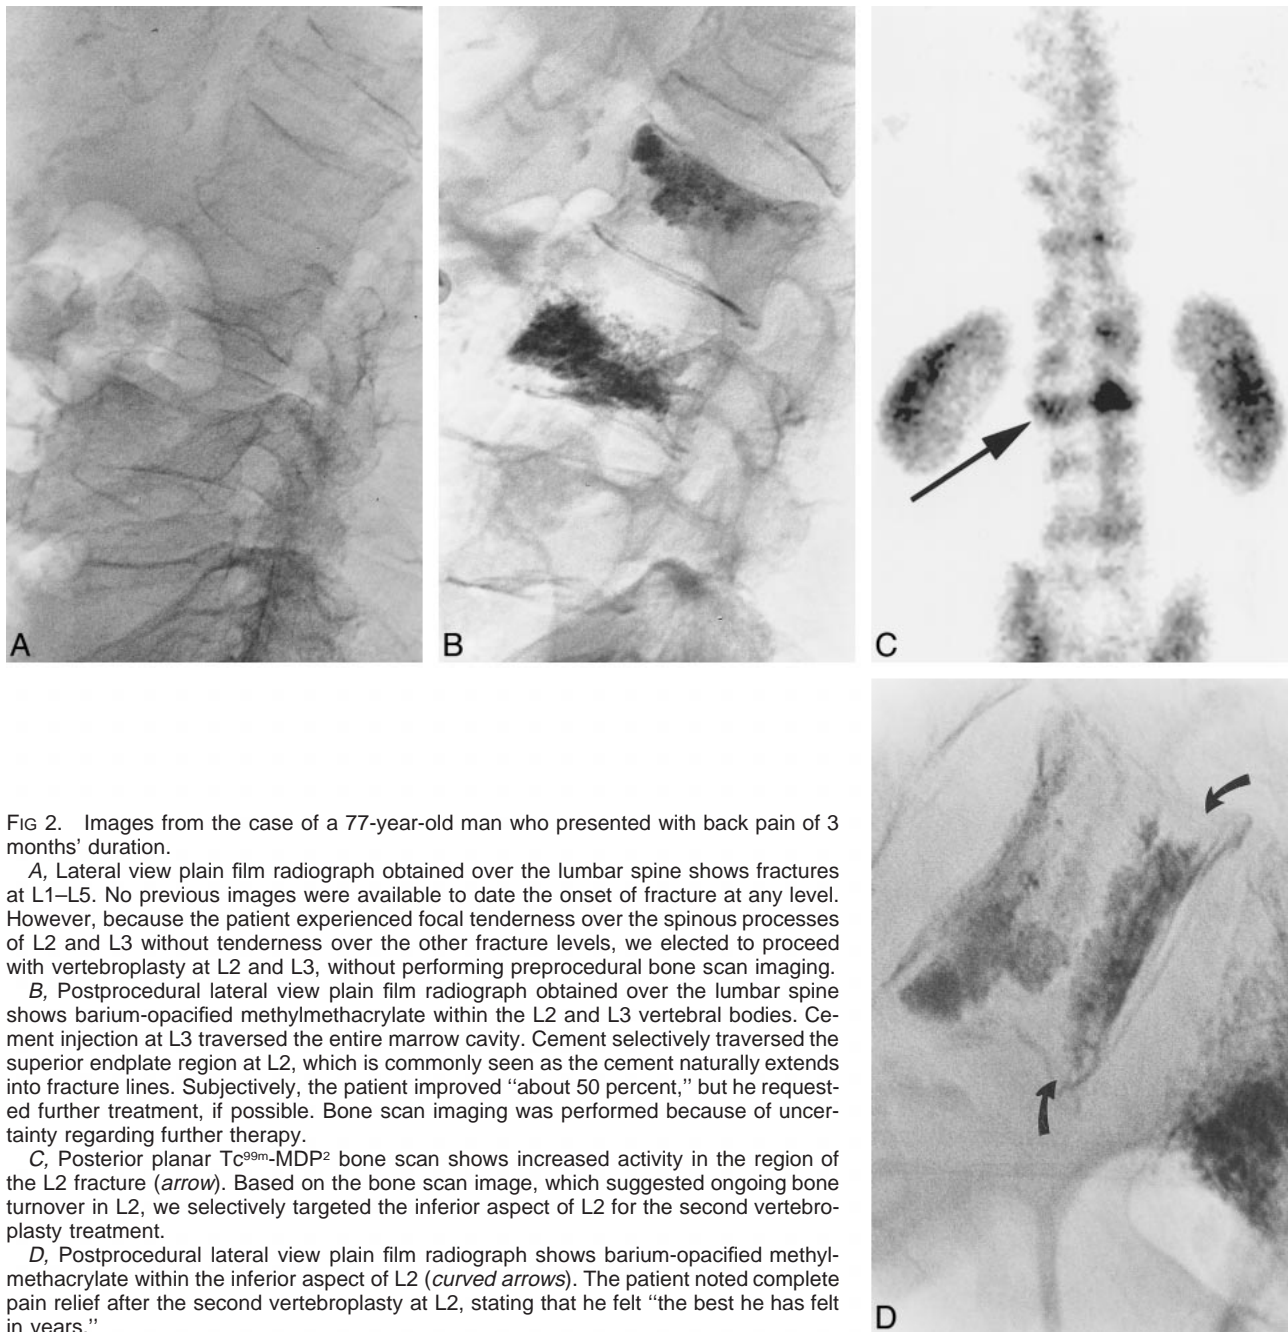 A
B
C
D
FIG 2. Images from the case of a 77-year-old man who presented with back pain of 3
months' duration.
A, Lateral view plain film radiograph obtained over the lumbar spine shows fractures
at L1–L5. No previous images were available to date the onset of fracture at any level.
However, because the patient experienced focal tenderness over the spinous processes
of L2 and L3 without tenderness over the other fracture levels, we elected to proceed
with vertebroplasty at L2 and L3, without performing preprocedural bone scan imaging.
B, Postprocedural lateral view plain film radiograph obtained over the lumbar spine
shows barium-opacified methylmethacrylate within the L2 and L3 vertebral bodies. Ce-
ment injection at L3 traversed the entire marrow cavity. Cement selectively traversed the
superior endplate region at L2, which is commonly seen as the cement naturally extends
into fracture lines. Subjectively, the patient improved ''about 50 percent,'' but he request-
ed further treatment, if possible. Bone scan imaging was performed because of uncer-
tainty regarding further therapy.
C, Posterior planar Tc⁹⁹ᵐ-MDP² bone scan shows increased activity in the region of
the L2 fracture (arrow). Based on the bone scan image, which suggested ongoing bone
turnover in L2, we selectively targeted the inferior aspect of L2 for the second vertebro-
plasty treatment.
D, Postprocedural lateral view plain film radiograph shows barium-opacified methyl-
methacrylate within the inferior aspect of L2 (curved arrows). The patient noted complete
pain relief after the second vertebroplasty at L2, stating that he felt ''the best he has felt
in years.''